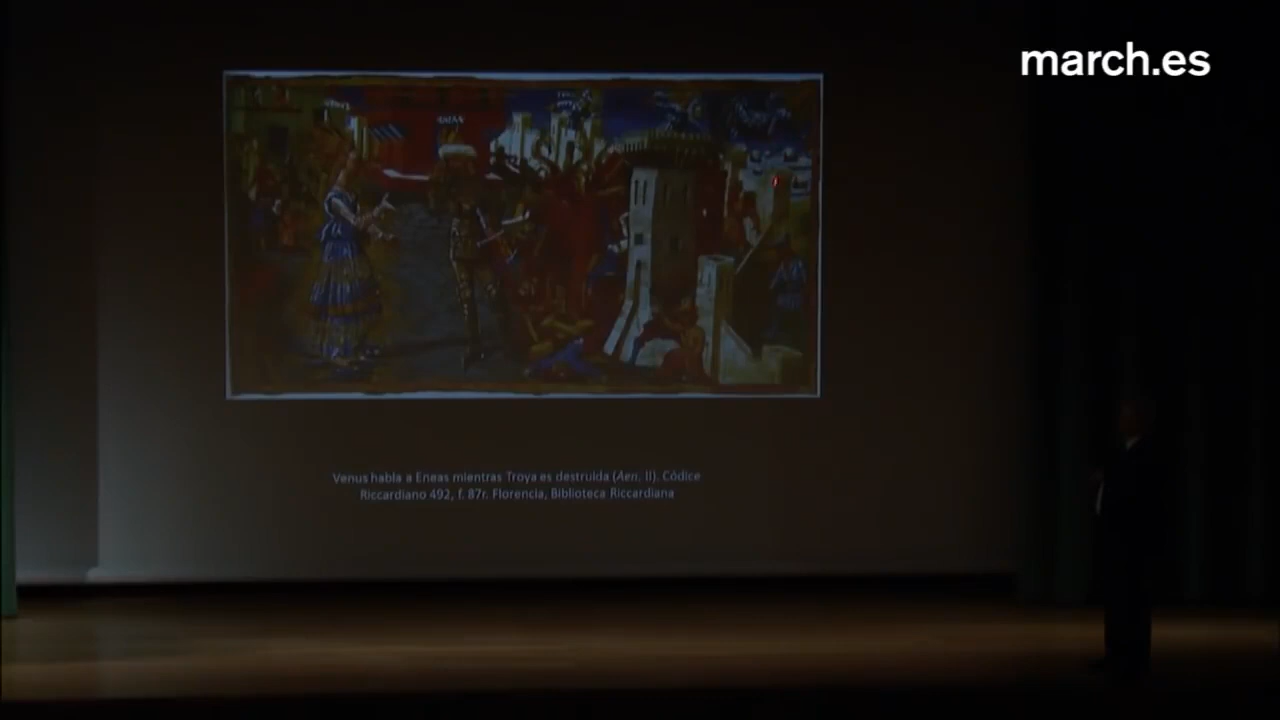 march.es
Venus habla a Eneas mientras Troya es destruida (Aen. II). Códice
Riccardiano 492, f. 87r. Florencia, Biblioteca Riccardiana